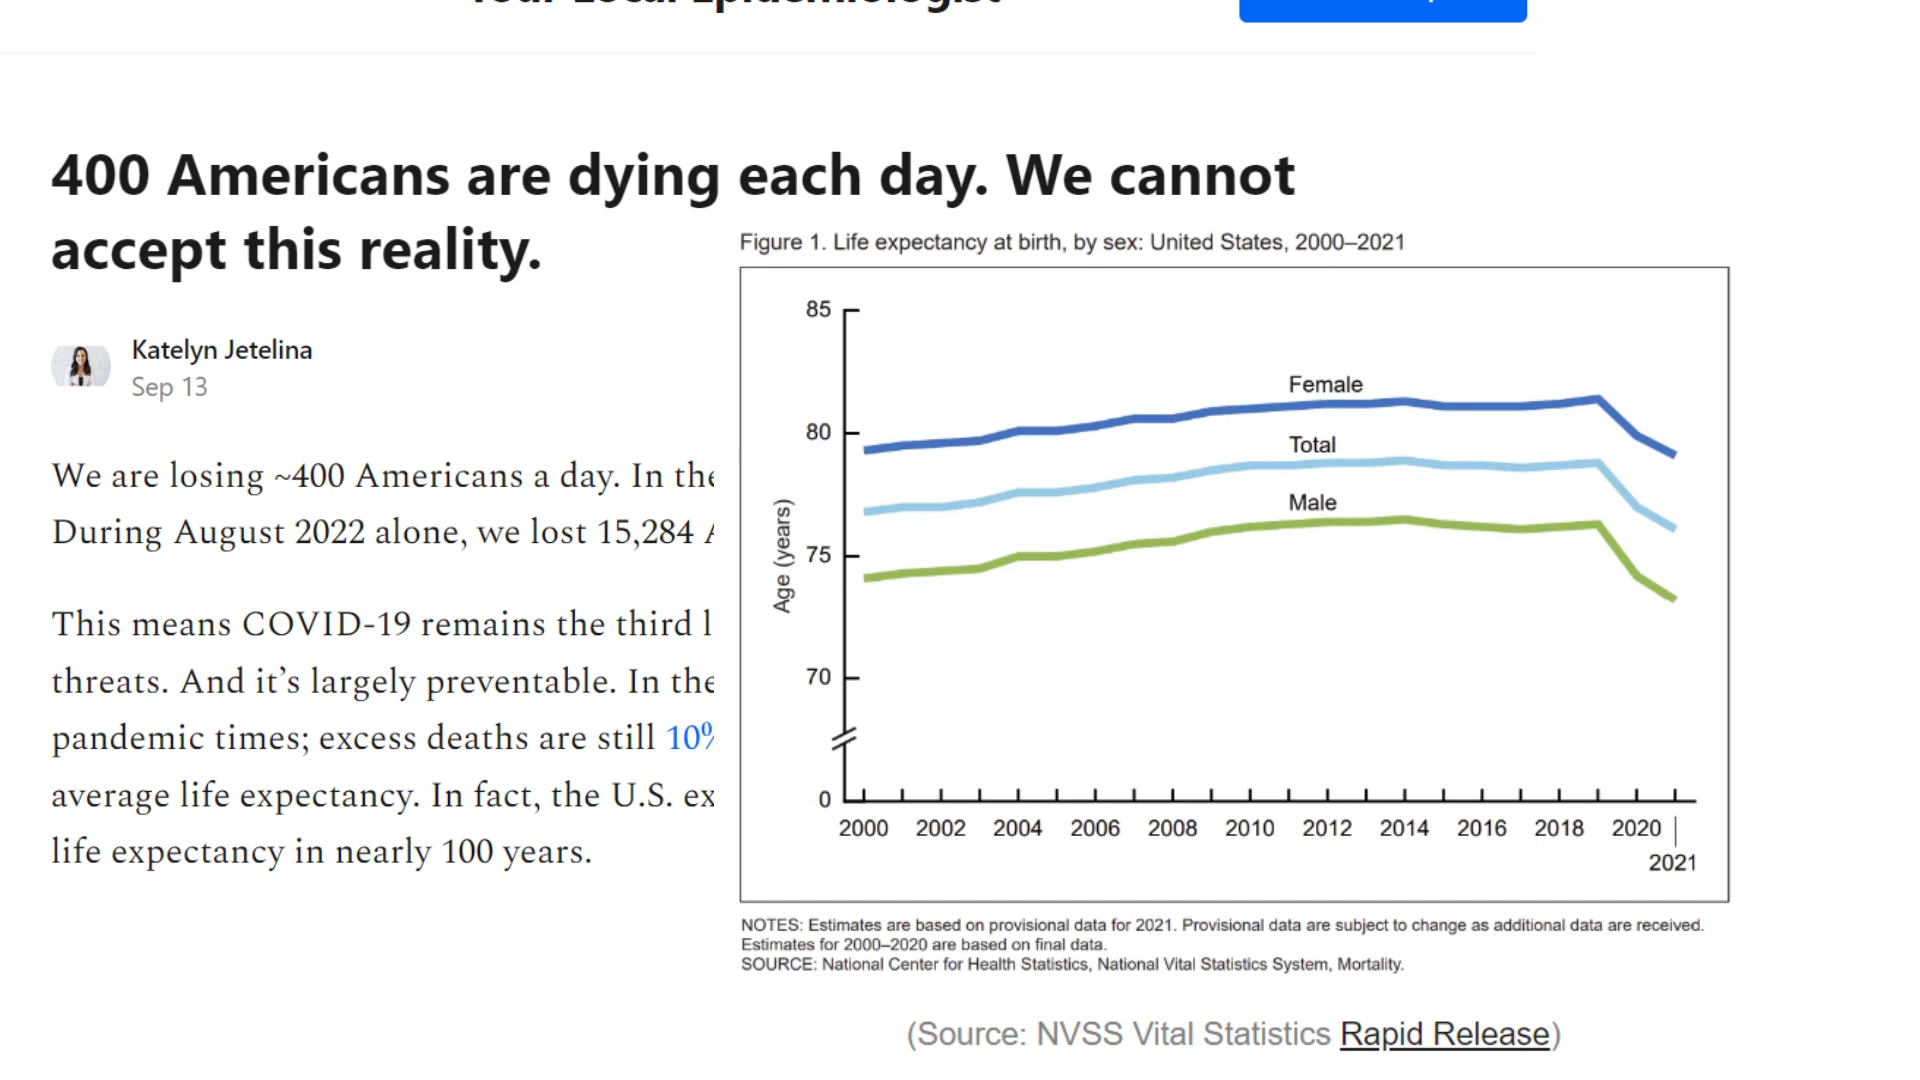 Your Local Epidemiologist
400 Americans are dying each day. We cannot
accept this reality.
Katelyn Jetelina
Sep 13
We are losing ~400 Americans a day. In the
During August 2022 alone, we lost 15,284
This means COVID-19 remains the third l
threats. And it's largely preventable. In the
pandemic times; excess deaths are still 10%
average life expectancy. In fact, the U.S. ex
life expectancy in nearly 100 years.
Figure 1. Life expectancy at birth, by sex: United States, 2000–2021
85
80
75
70
0
Age (years)
Female
Total
Male
2000 2002 2004 2006 2008 2010 2012 2014 2016 2018 2020
2021
NOTES: Estimates are based on provisional data for 2021. Provisional data are subject to change as additional data are received.
Estimates for 2000–2020 are based on final data.
SOURCE: National Center for Health Statistics, National Vital Statistics System, Mortality.
(Source: NVSS Vital Statistics Rapid Release)